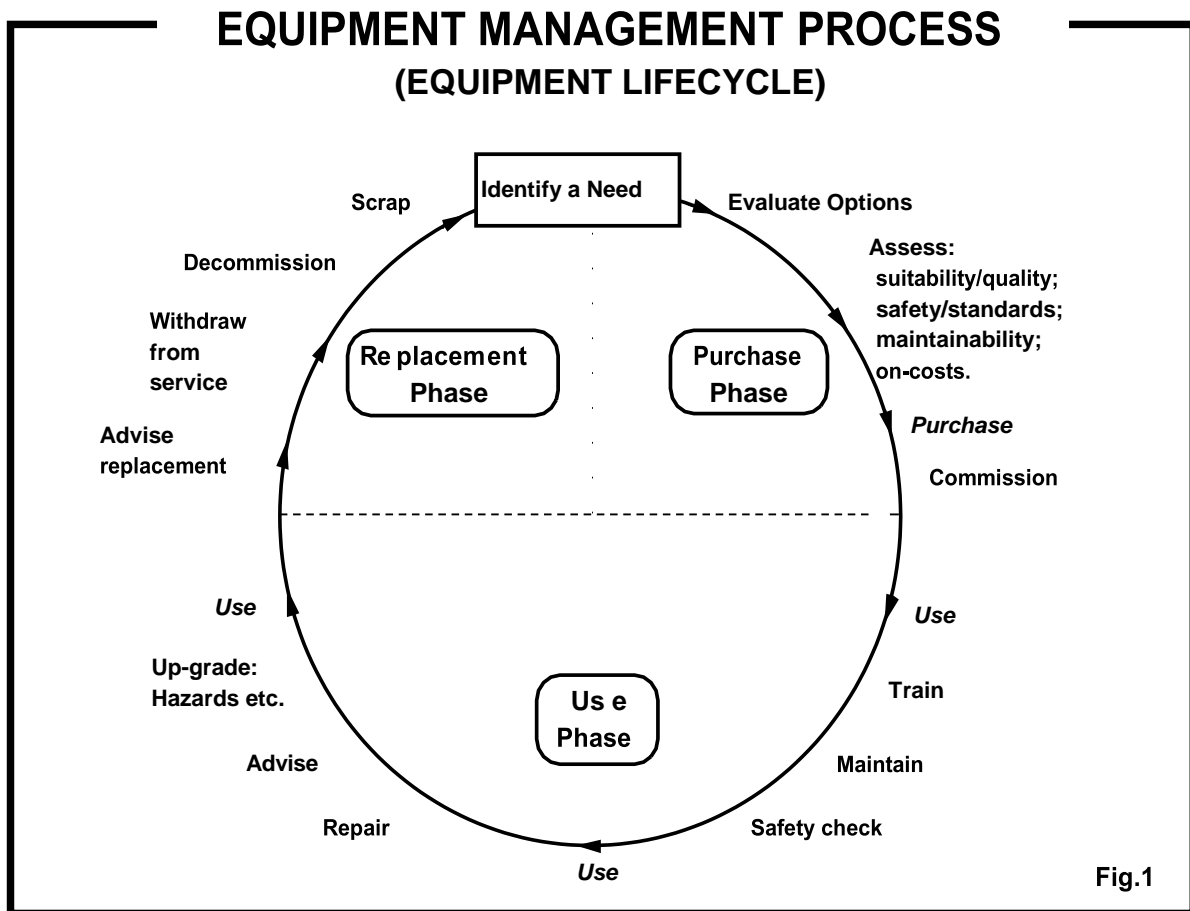 EQUIPMENT MANAGEMENT PROCESS
(EQUIPMENT LIFECYCLE)
Identify a Need
Evaluate Options
Assess:
suitability/quality;
safety/standards;
maintainability;
on-costs.
Purchase
Commission
Purchase
Phase
Use
Train
Maintain
Safety check
Use
Us e
Phase
Repair
Advise
Up-grade:
Hazards etc.
Use
Advise
replacement
Withdraw
from
service
Decommission
Scrap
Re placement
Phase
Fig.1